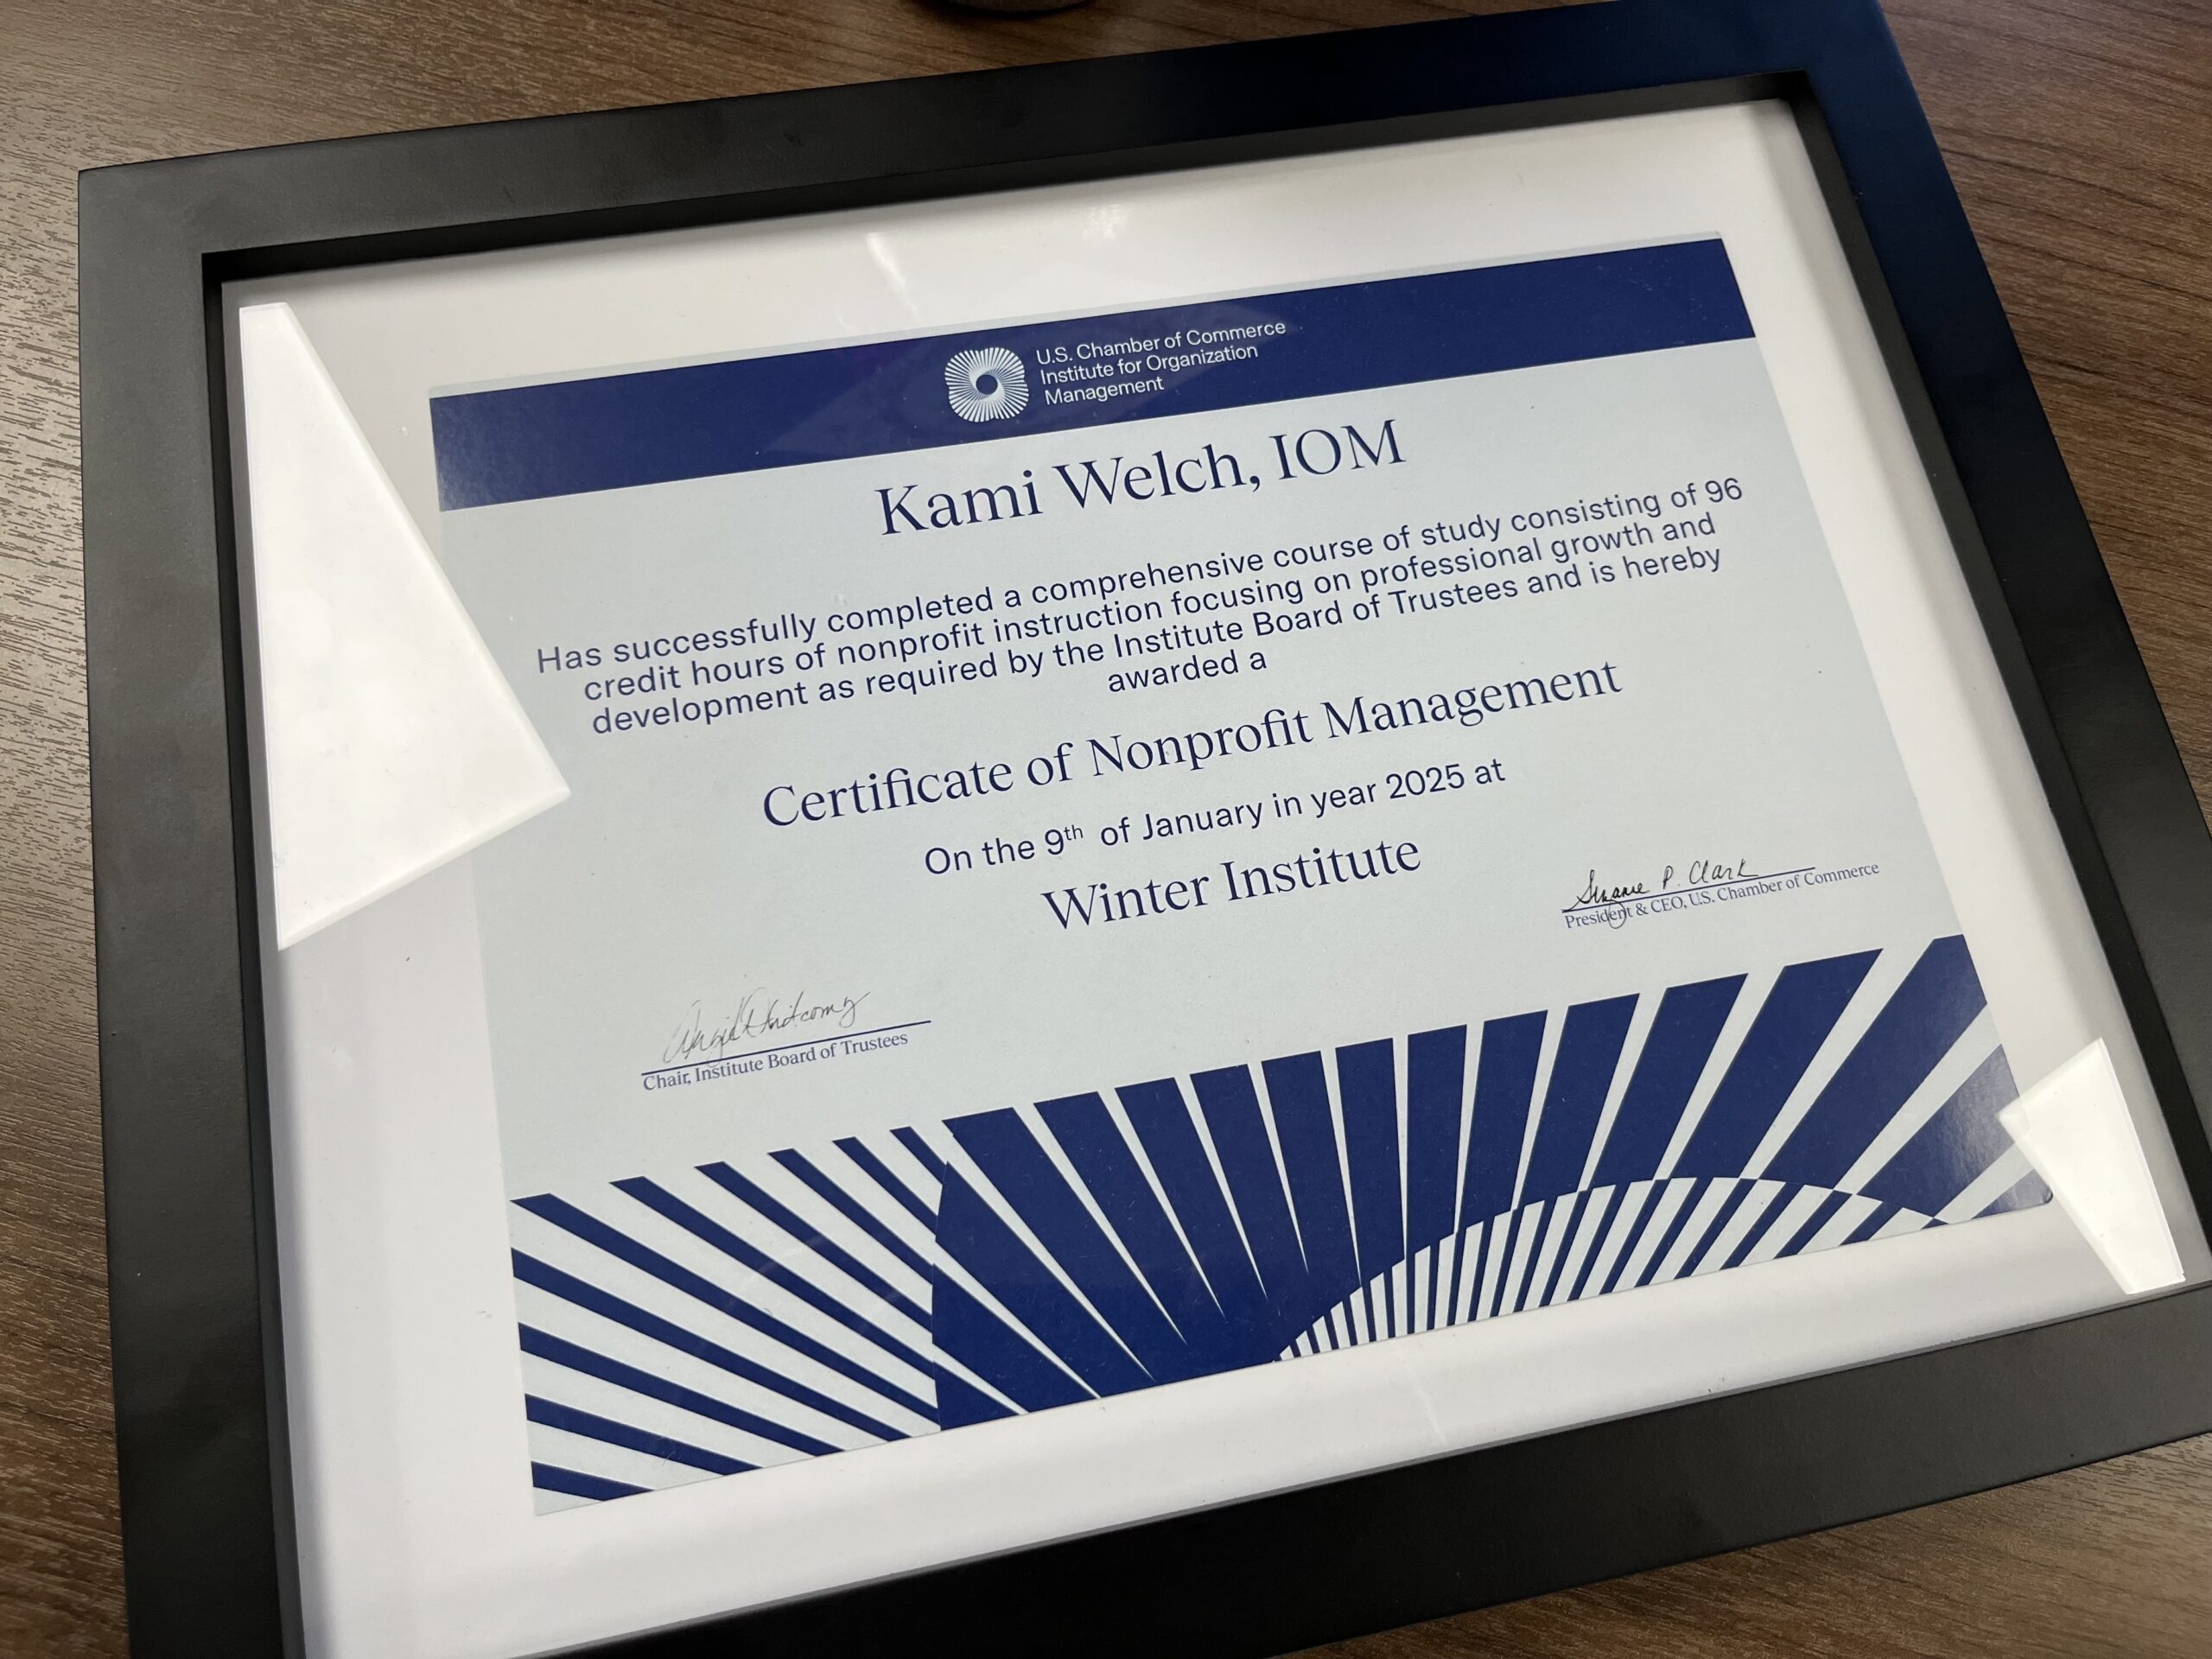 U.S. Chamber of Commerce
Institute for Organization
Management
Kami Welch, IOM
Has successfully completed a comprehensive course of study consisting of 96
credit hours of nonprofit instruction focusing on professional growth and
development as required by the Institute Board of Trustees and is hereby
awarded a
Certificate of Nonprofit Management
On the 9th of January in year 2025 at
Winter Institute
P. Clark
President & CEO, U.S. Chamber of Commerce
Chair, Institute Board of Trustees